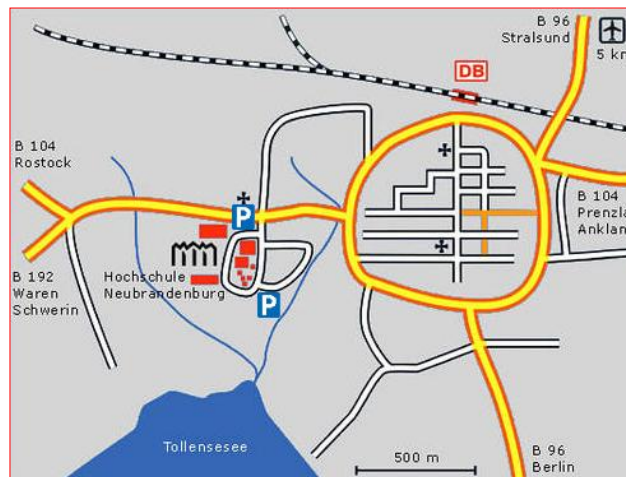 B 96
Stralsund
5 km
DB
B 104
Rostock
P
B 104
Prenzla
Anklan
B 192
Waren
Schwerin
Hochschule
Neubrandenburg
P
Tollensesee
500 m
B 96
Berlin